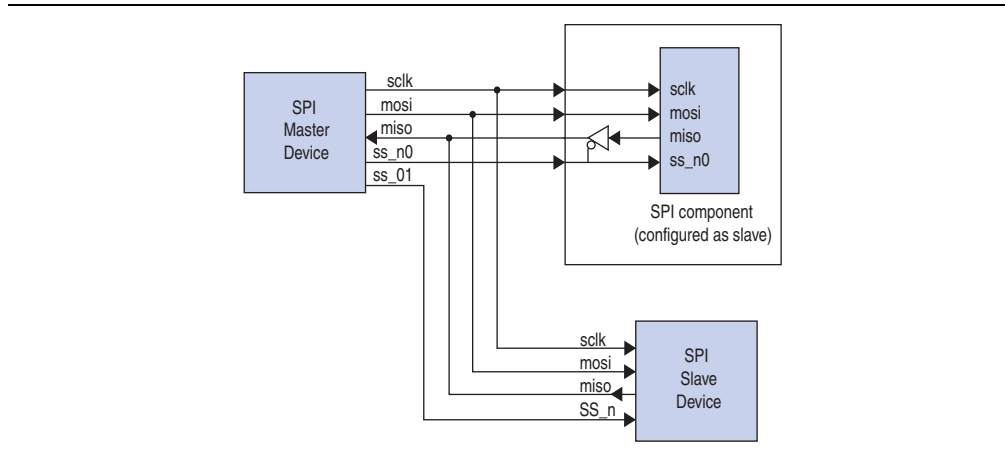 SPI
Master
Device
sclk
mosi
miso
ss_n0
ss_01
sclk
mosi
miso
ss_n0
SPI component
(configured as slave)
sclk
mosi
miso
SS_n
SPI
Slave
Device